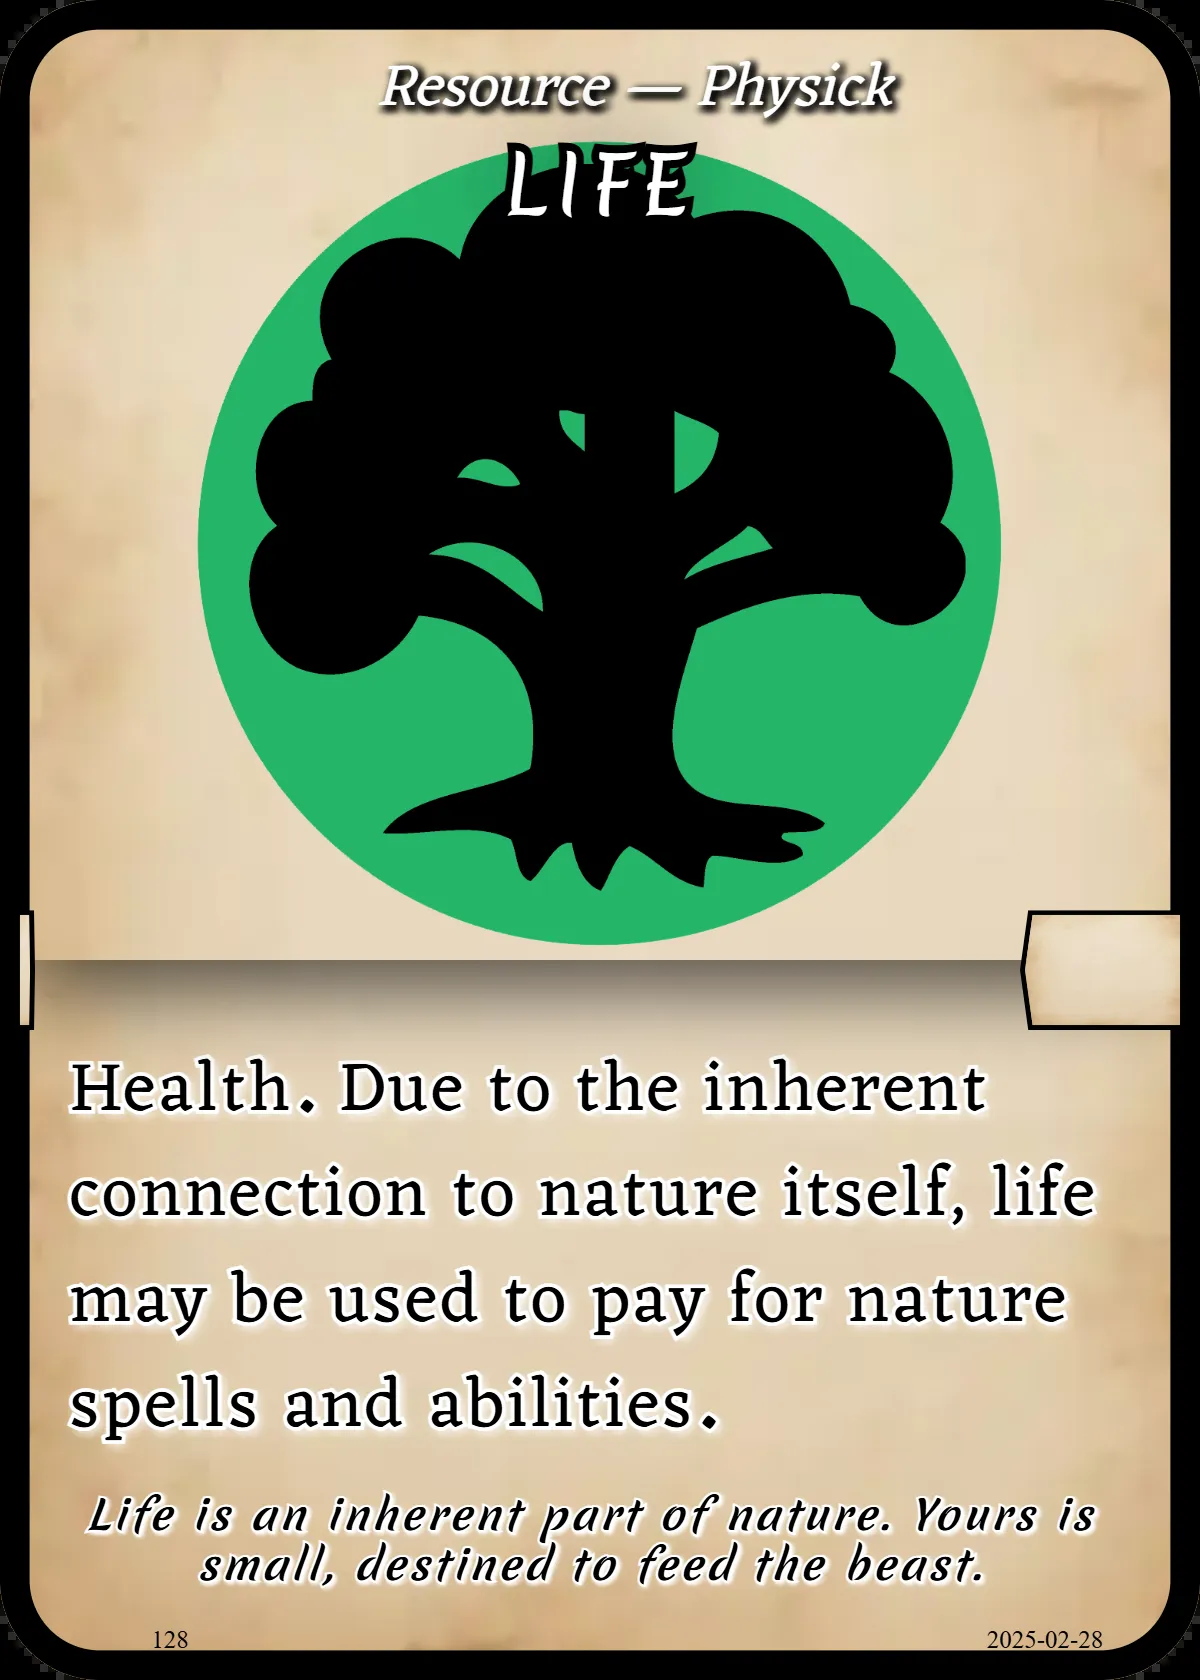 Resource — Physick
LIFE
Health. Due to the inherent
connection to nature itself, life
may be used to pay for nature
spells and abilities.
Life is an inherent part of nature. Yours is
small, destined to feed the beast.
128
2025-02-28